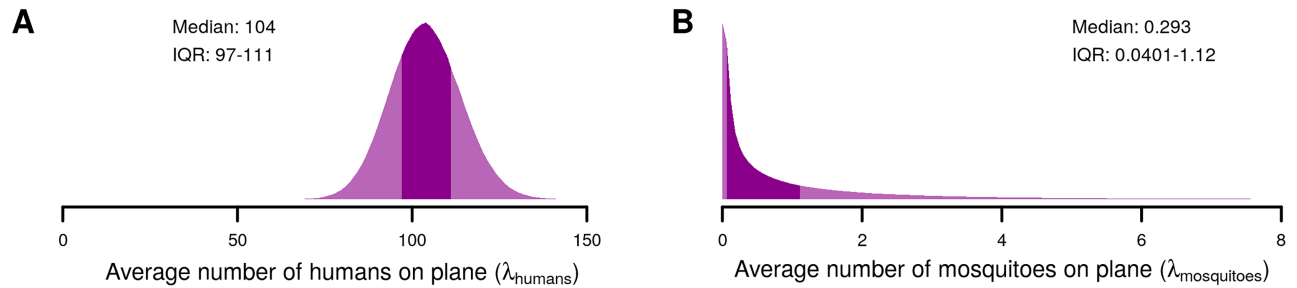 A
Median: 104
IQR: 97-111
0 50 100 150
Average number of humans on plane (λhumans)
B
Median: 0.293
IQR: 0.0401-1.12
0 2 4 6 8
Average number of mosquitoes on plane (λmosquitoes)